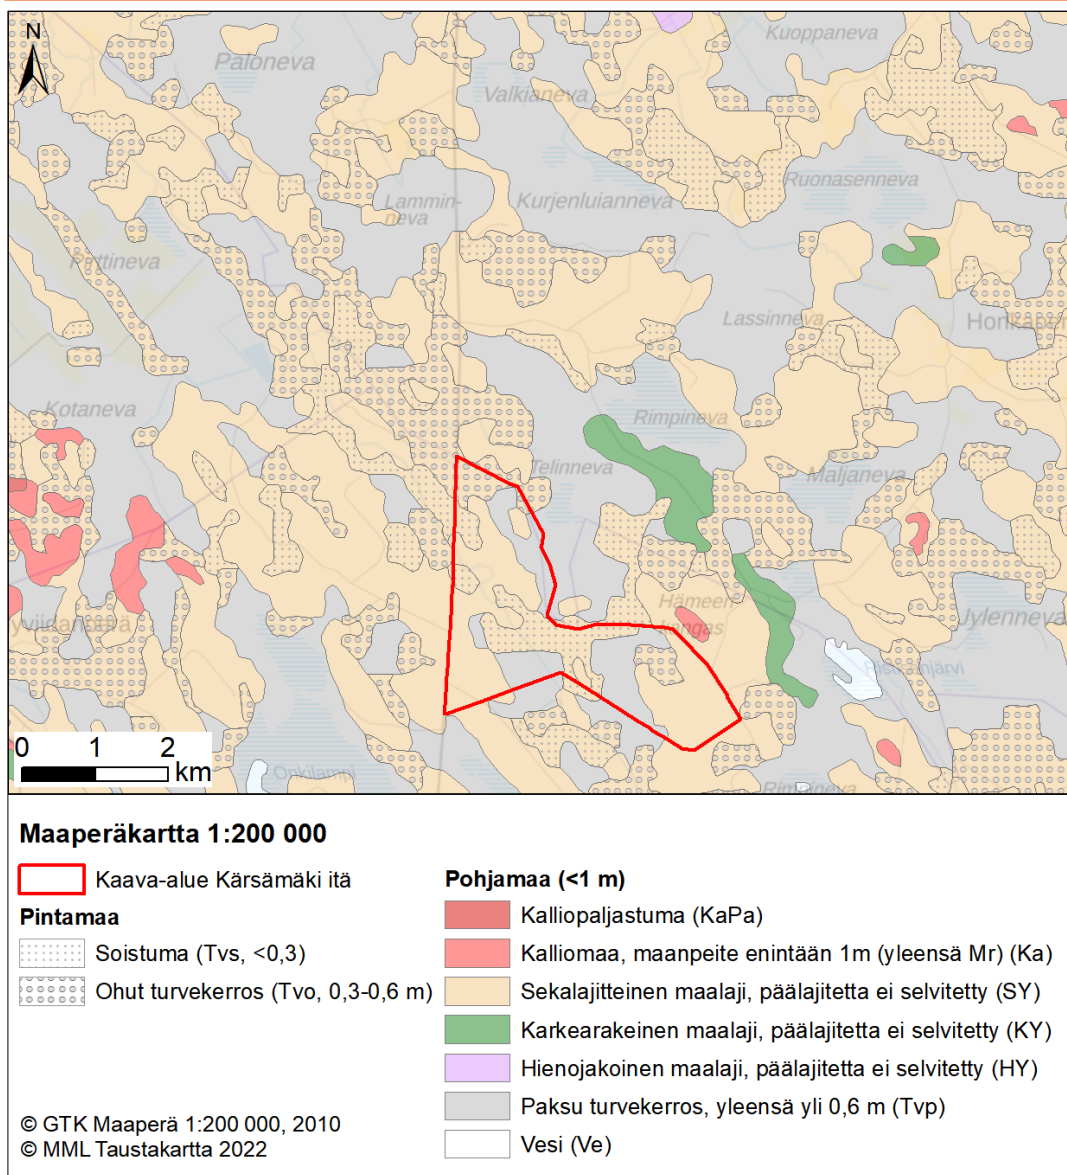 N
Paloneva
Kuoppaneva
Valkianeva
Lammin-
neva
Kurjenluianneva
Ruonasenneva
Pirttineva
Lassinneva
Kotaneva
Rimpineva
Telinneva
Maljaneva
Hämeen
kangas
Jylenneva
0 1 2
km
Onkilampi
Maaperäkartta 1:200 000
Kaava-alue Kärsämäki itä
Pintamaa
Soistuma (Tvs, <0,3)
Ohut turvekerros (Tvo, 0,3-0,6 m)
Pohjamaa (<1 m)
Kalliopaljastuma (KaPa)
Kalliomaa, maanpeite enintään 1m (yleensä Mr) (Ka)
Sekalajitteinen maalaji, päälajitetta ei selvitetty (SY)
Karkearakeinen maalaji, päälajitetta ei selvitetty (KY)
Hienojakoinen maalaji, päälajitetta ei selvitetty (HY)
Paksu turvekerros, yleensä yli 0,6 m (Tvp)
Vesi (Ve)
© GTK Maaperä 1:200 000, 2010
© MML Taustakartta 2022